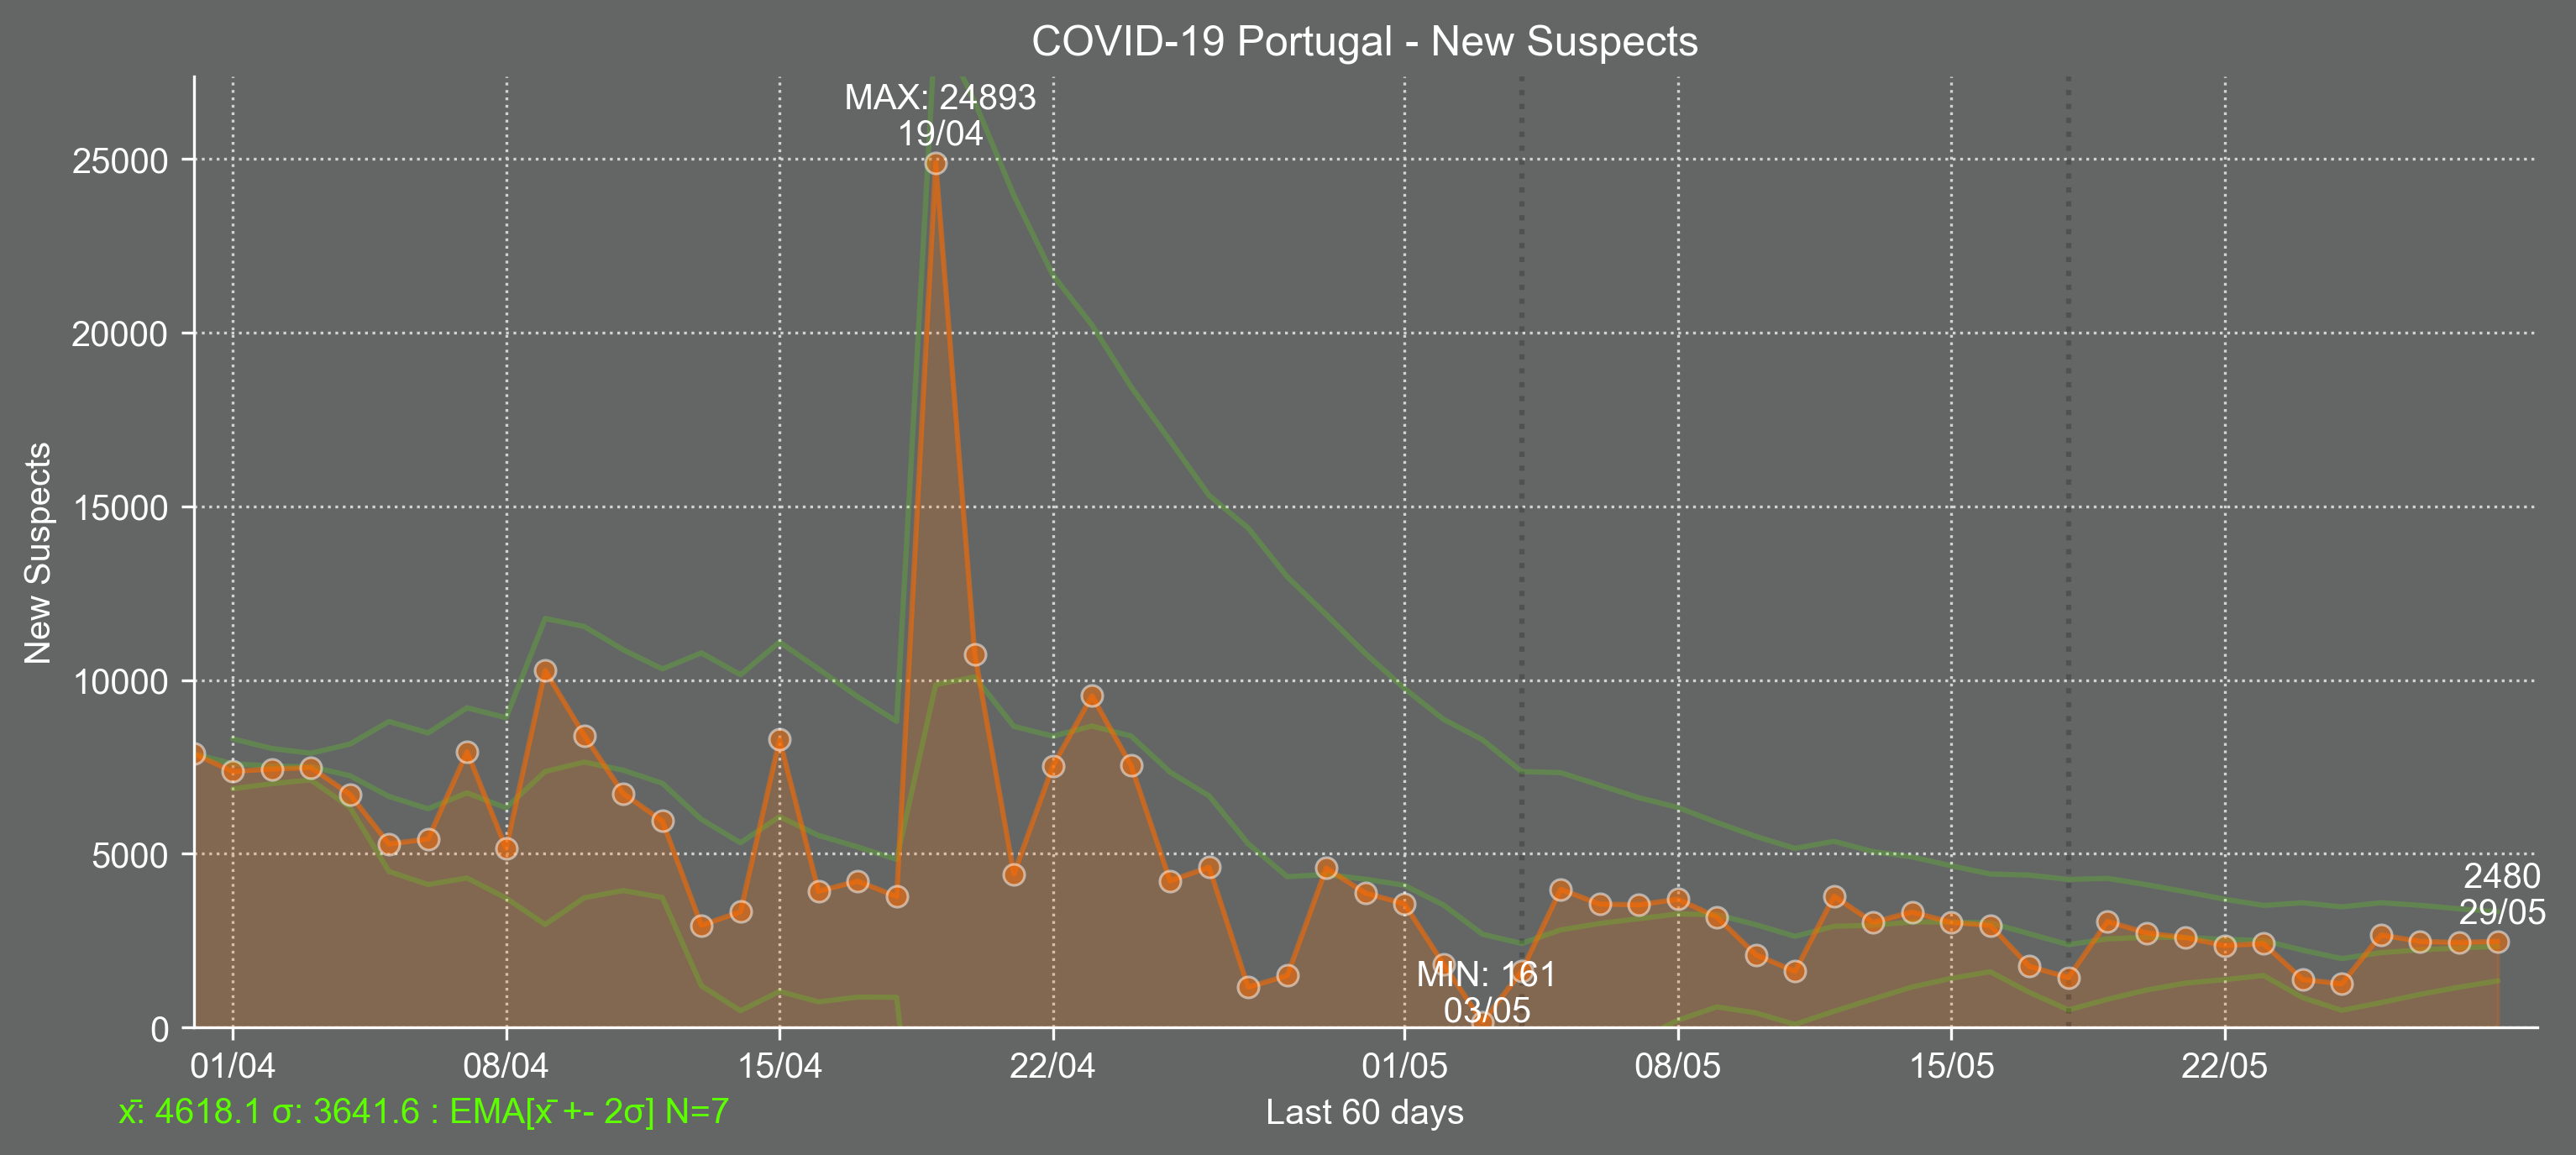 COVID-19 Portugal - New Suspects
MAX: 24893
19/04
25000
20000
15000
10000
5000
0
New Suspects
2480
29/05
MIN: 161
03/05
01/04 08/04 15/04 22/04 01/05 08/05 15/05 22/05
x̄: 4618.1 σ: 3641.6 : EMA[x̄ +- 2σ] N=7
Last 60 days